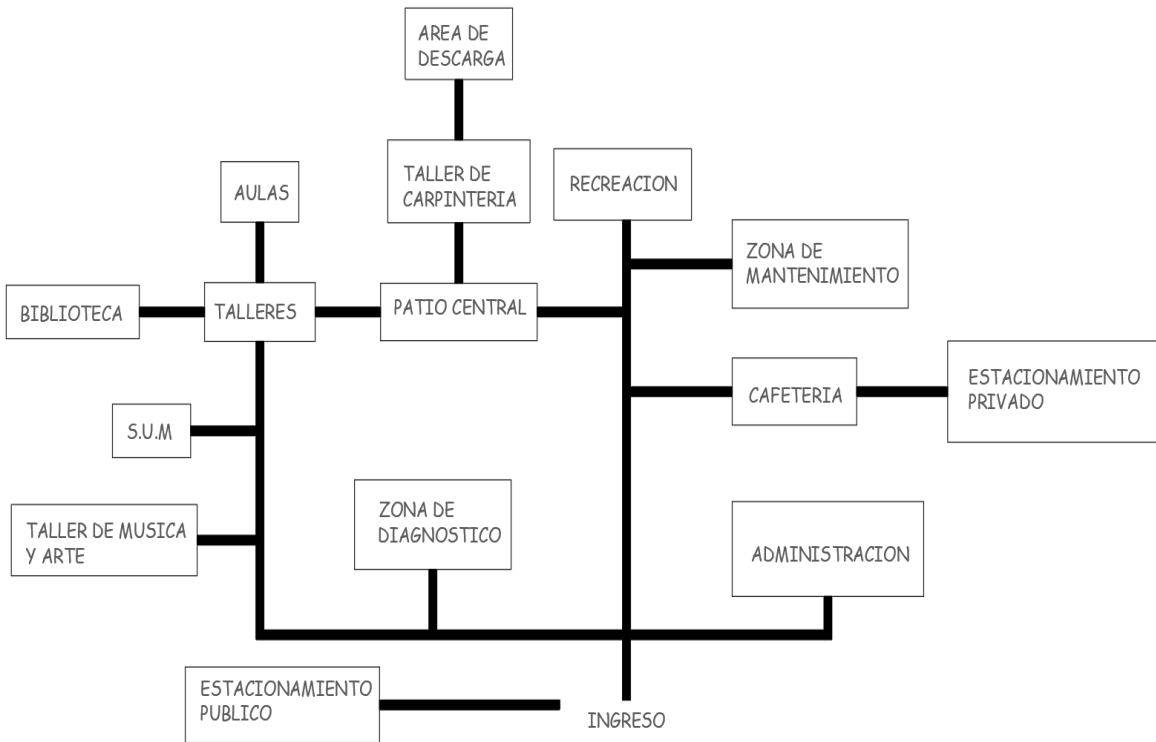 AREA DE
DESCARGA
TALLER DE
CARPINTERIA
RECREACION
AULAS
ZONA DE
MANTENIMIENTO
BIBLIOTECA
TALLERES
PATIO CENTRAL
CAFETERIA
ESTACIONAMIENTO
PRIVADO
S.U.M
ZONA DE
DIAGNOSTICO
TALLER DE MUSICA
Y ARTE
ADMINISTRACION
ESTACIONAMIENTO
PUBLICO
INGRESO